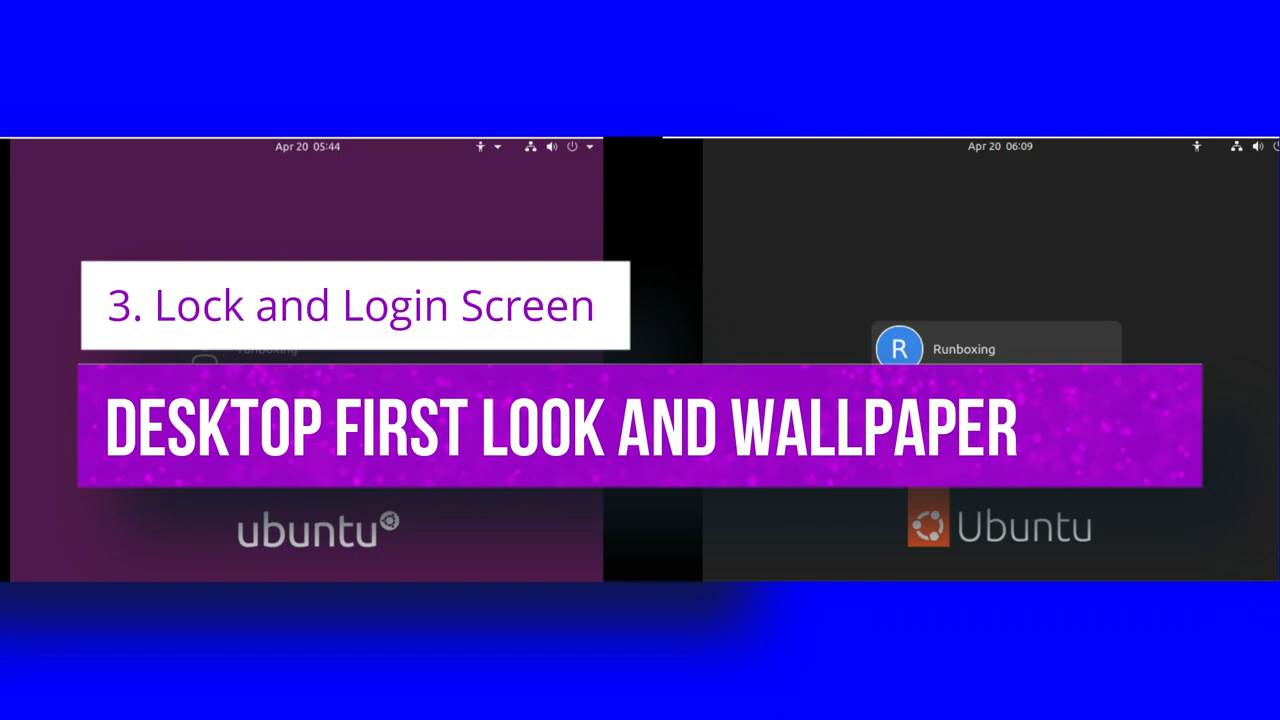 Apr 20 05:44
Apr 20 06:09
3. Lock and Login Screen
Runboxing
R Runboxing
DESKTOP FIRST LOOK AND WALLPAPER
ubuntu
Ubuntu